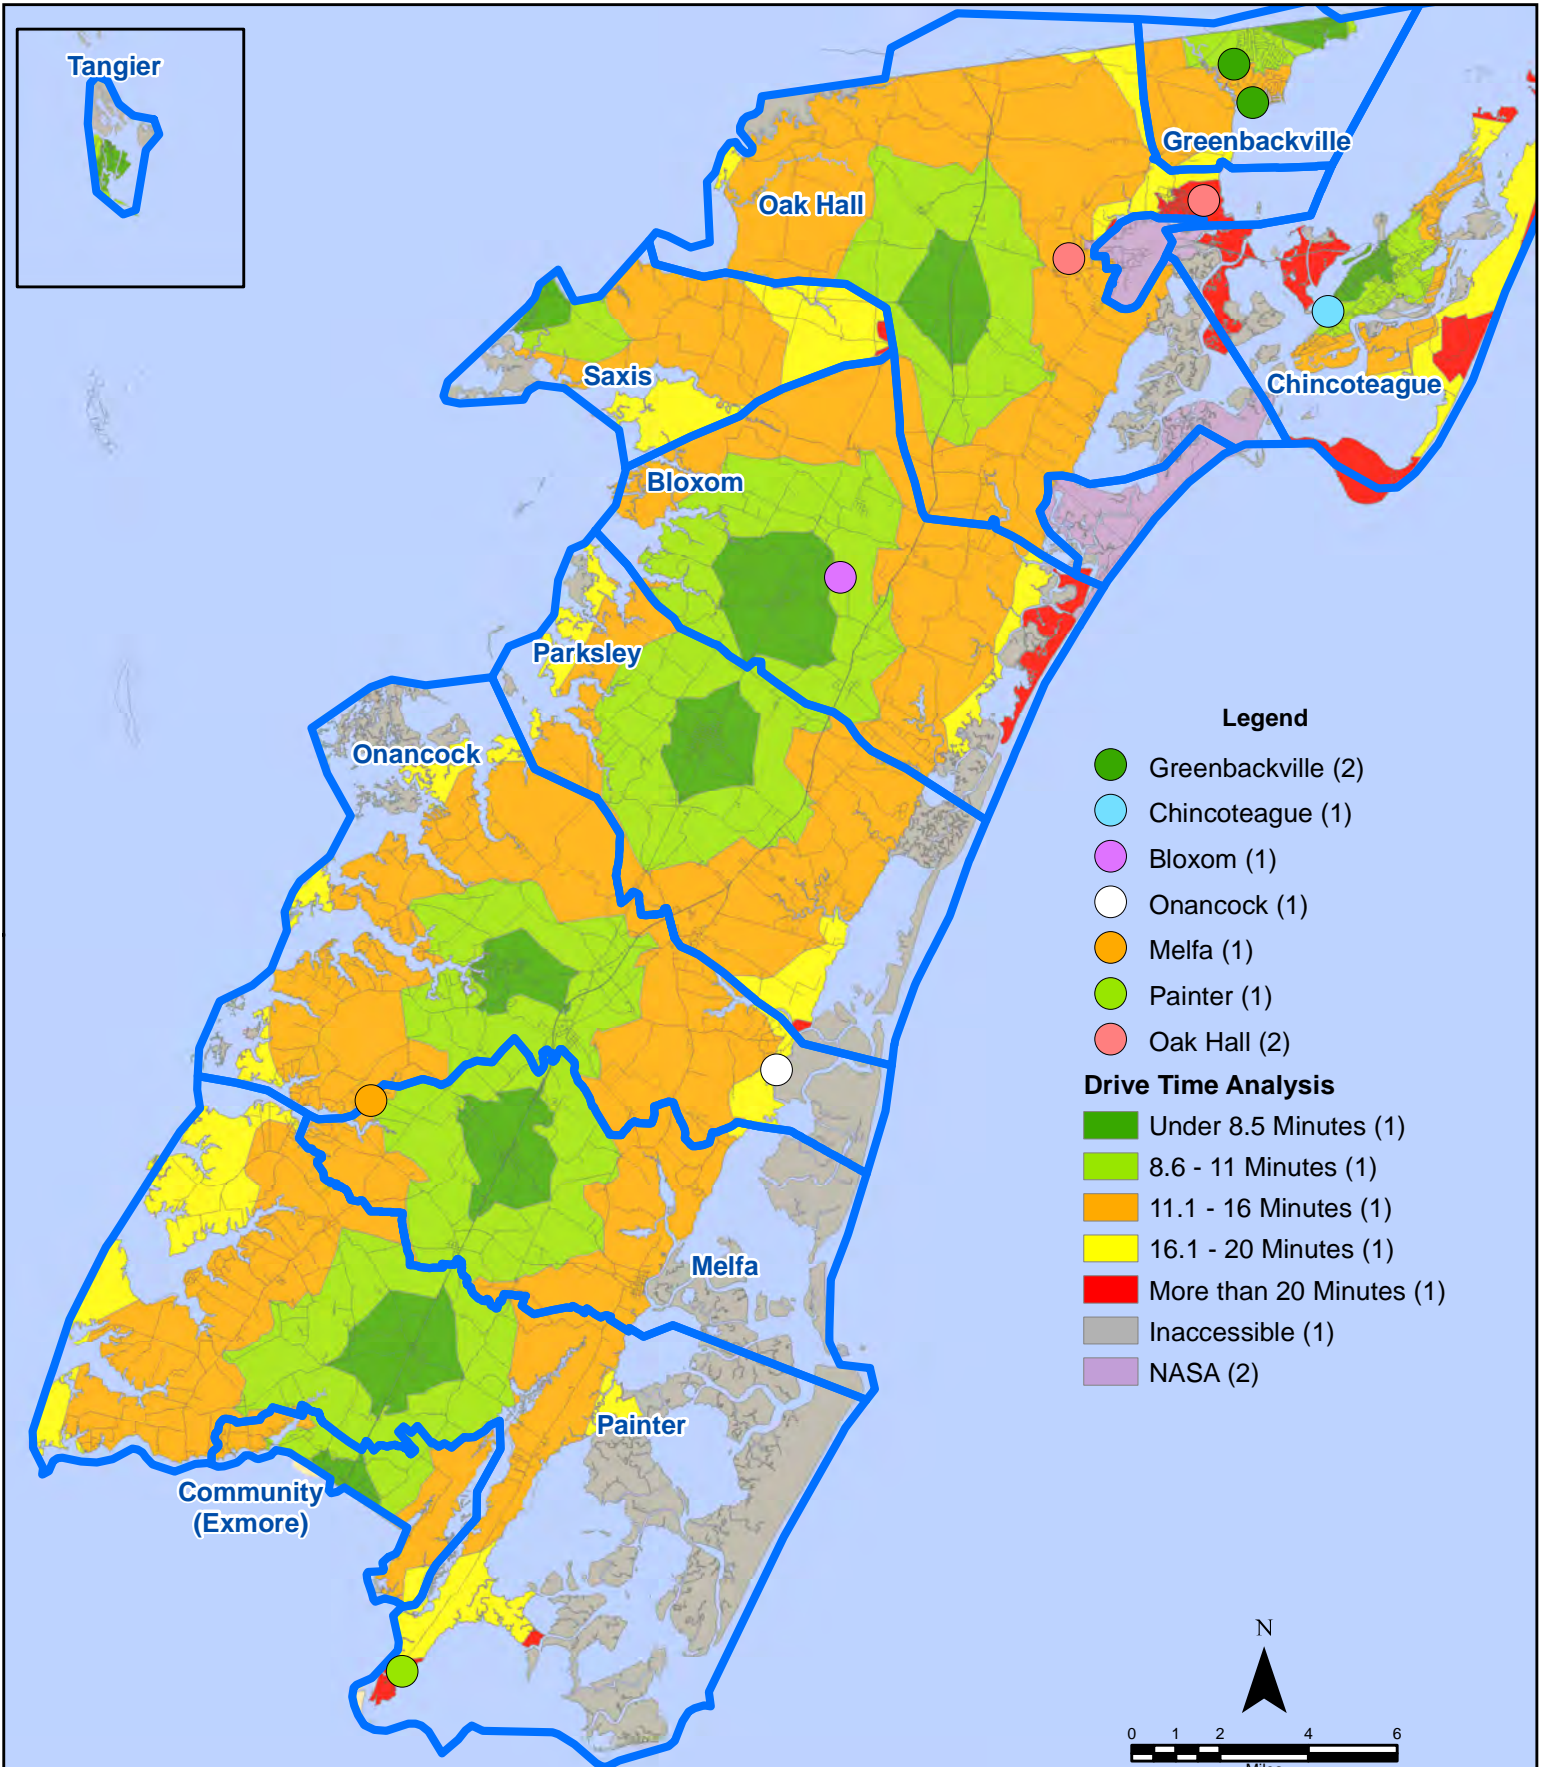 Tangier
Greenbackville
Oak Hall
Chincoteague
Saxis
Bloxom
Parksley
Onancock
Melfa
Painter
Community
(Exmore)
Legend
Greenbackville (2)
Chincoteague (1)
Bloxom (1)
Onancock (1)
Melfa (1)
Painter (1)
Oak Hall (2)
Drive Time Analysis
Under 8.5 Minutes (1)
8.6 - 11 Minutes (1)
11.1 - 16 Minutes (1)
16.1 - 20 Minutes (1)
More than 20 Minutes (1)
Inaccessible (1)
NASA (2)
N
0 1 2 4 6
Miles